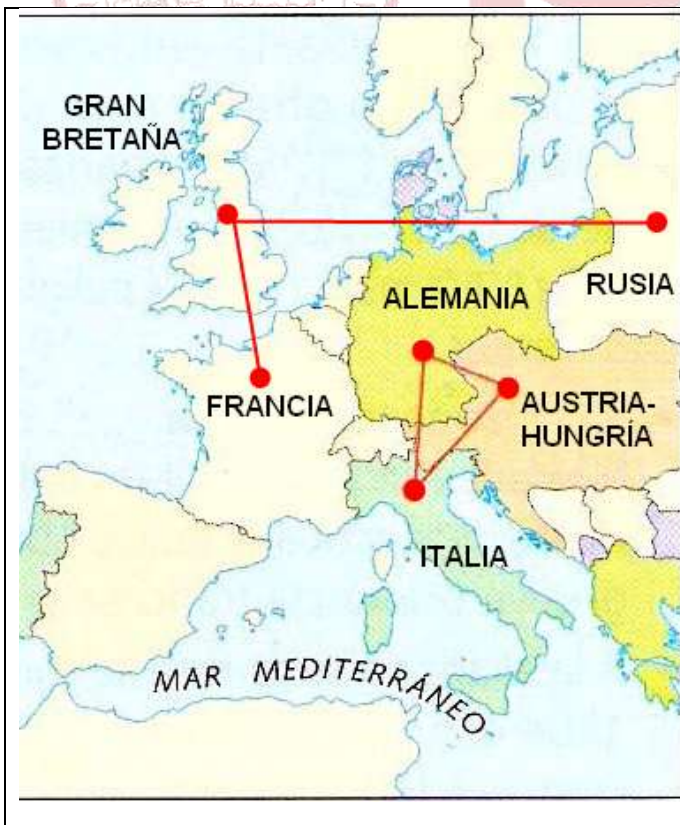 GRAN
BRETAÑA
ALEMANIA
RUSIA
FRANCIA
AUSTRIA-
HUNGRÍA
ITALIA
MAR MEDITERRÁNEO